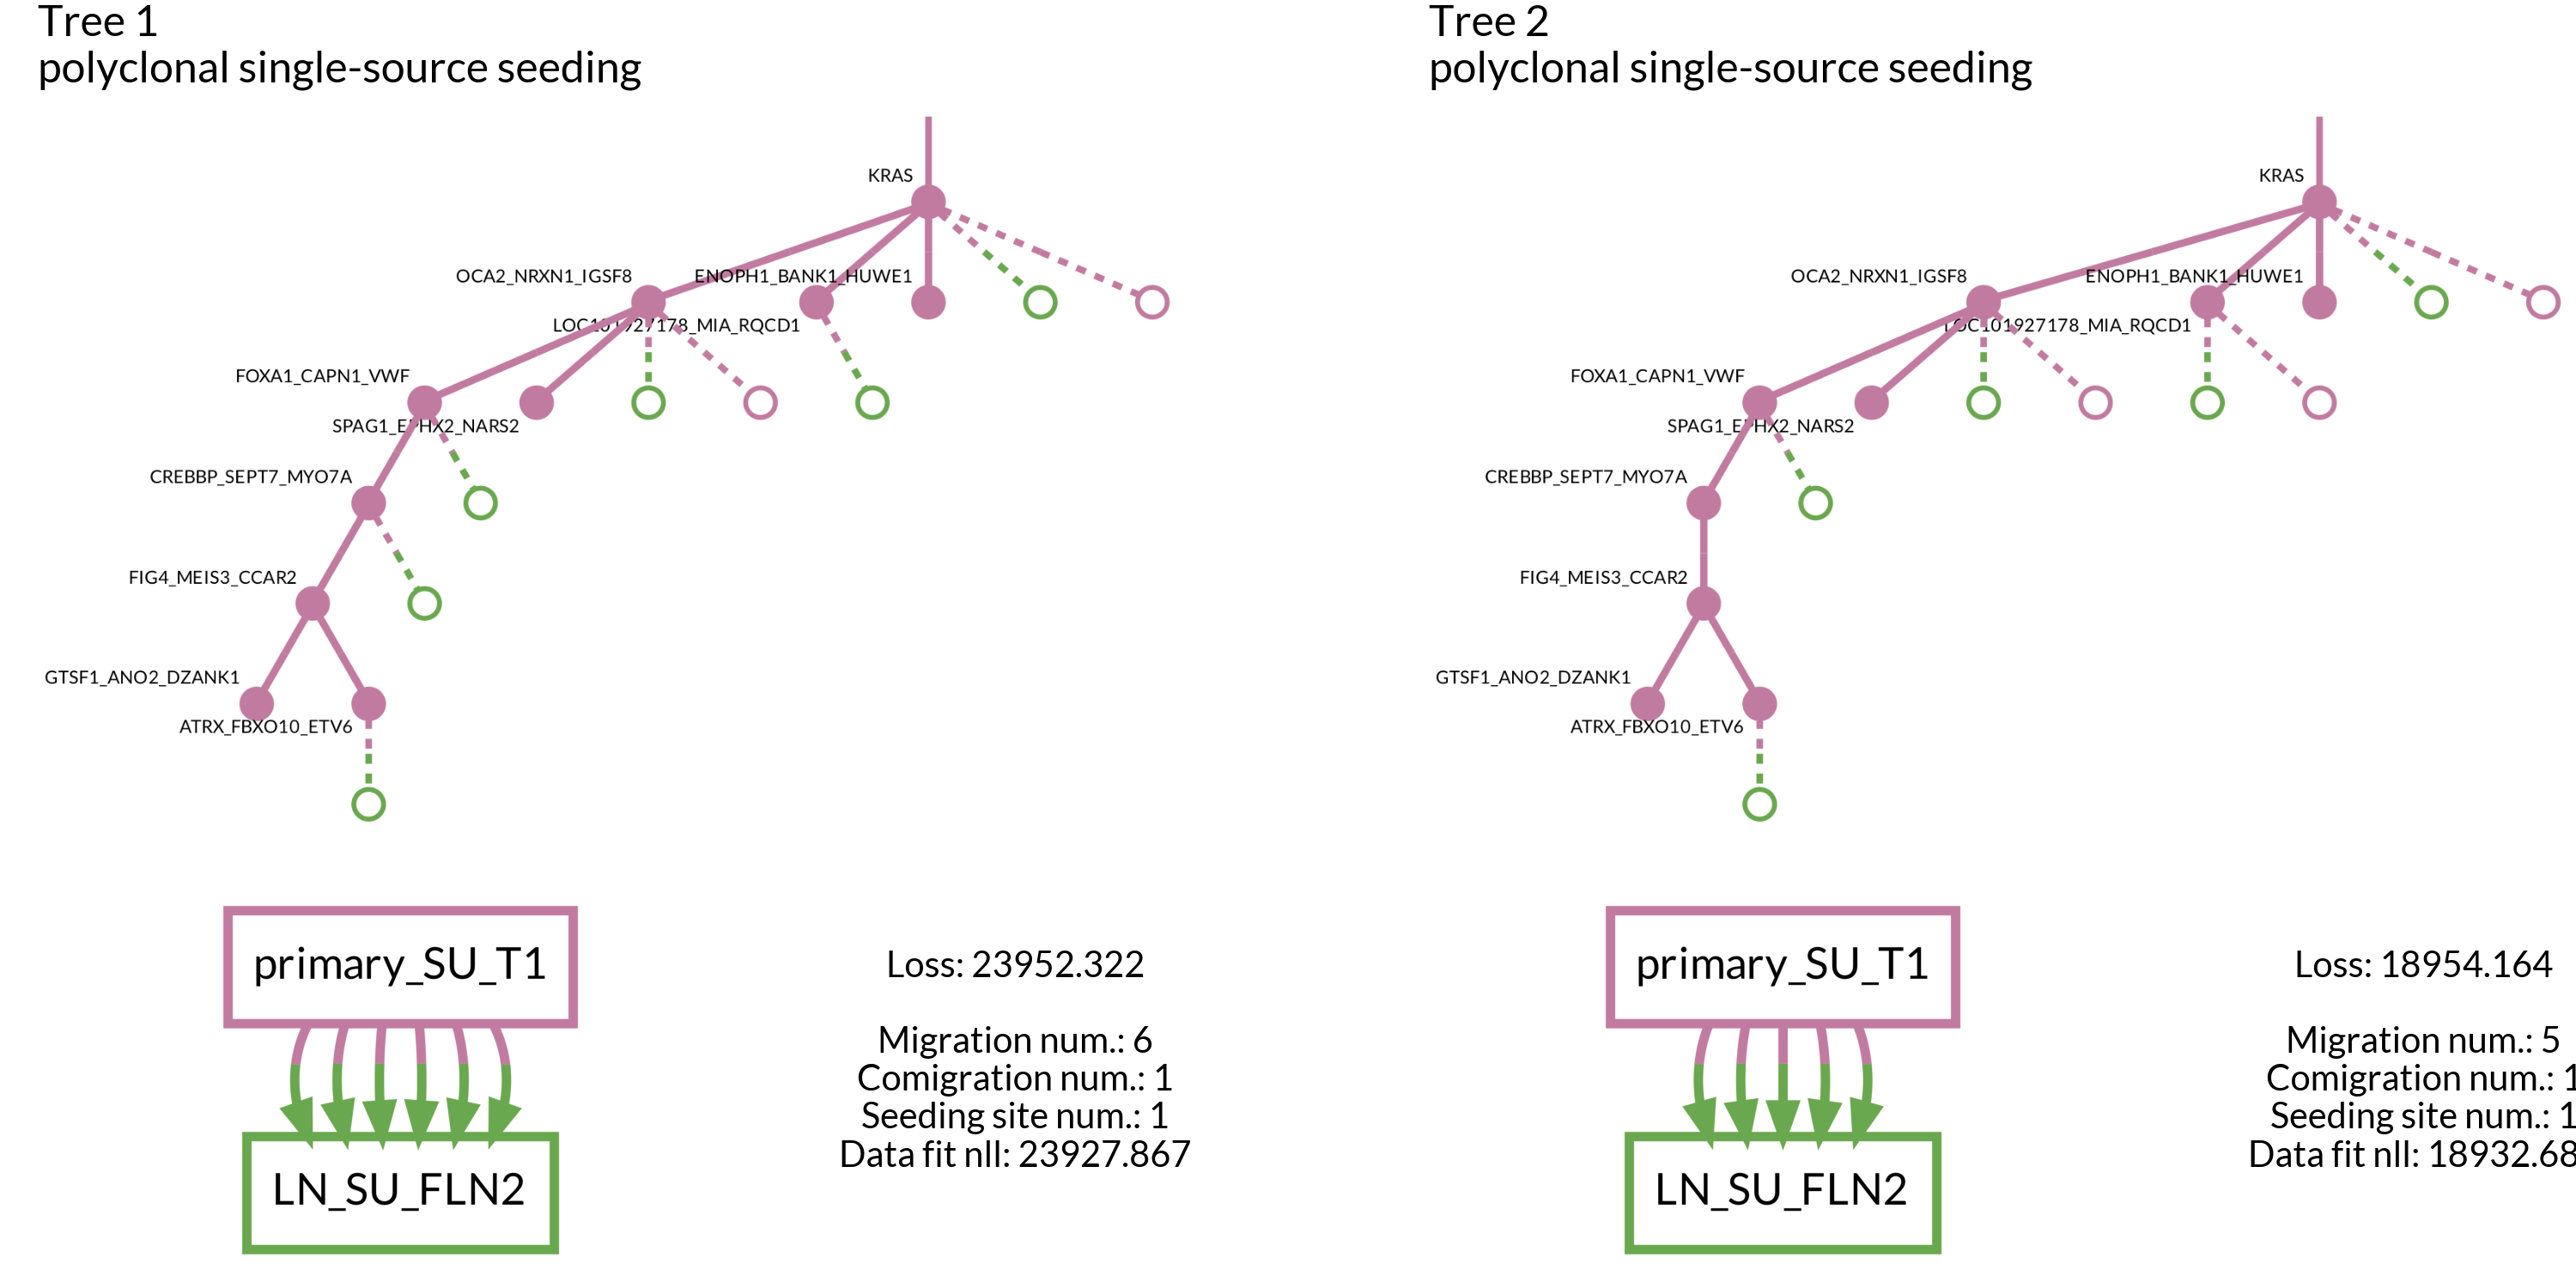 Tree 1
polyclonal single-source seeding
KRAS
OCA2_NRXN1_IGSF8
ENOPH1_BANK1_HUWE1
LOC101927178_MIA_RQCD1
FOXA1_CAPN1_VWF
SPAG1_EPHX2_NARS2
CREBBP_SEPT7_MYO7A
FIG4_MEIS3_CCAR2
GTSF1_ANO2_DZANK1
ATRX_FBXO10_ETV6
primary_SU_T1
LN_SU_FLN2
Loss: 23952.322
Migration num.: 6
Comigration num.: 1
Seeding site num.: 1
Data fit nll: 23927.867
Tree 2
polyclonal single-source seeding
KRAS
OCA2_NRXN1_IGSF8
ENOPH1_BANK1_HUWE1
LOC101927178_MIA_RQCD1
FOXA1_CAPN1_VWF
SPAG1_EPHX2_NARS2
CREBBP_SEPT7_MYO7A
FIG4_MEIS3_CCAR2
GTSF1_ANO2_DZANK1
ATRX_FBXO10_ETV6
primary_SU_T1
LN_SU_FLN2
Loss: 18954.164
Migration num.: 5
Comigration num.: 1
Seeding site num.: 1
Data fit nll: 18932.68